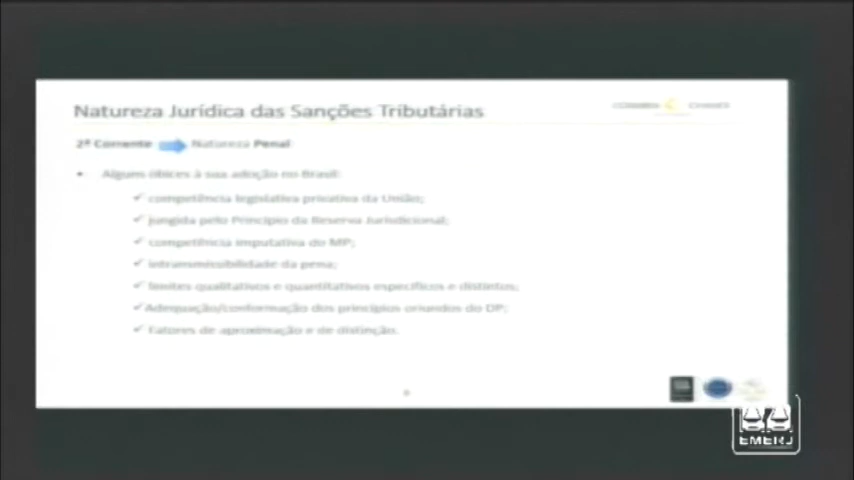 Natureza Jurídica das Sanções Tributárias
2ª Corrente Natureza Penal
• Alguns óbices à sua adoção no Brasil:
✓ competência legislativa privativa da União;
✓ jungida pelo Princípio da Reserva Jurisdicional;
✓ competência imputativa do MP;
✓ intransmissibilidade da pena;
✓ limites qualitativos e quantitativos específicos e distintos;
✓ Adequação/conformação dos princípios oriundos do DP;
✓ Fatores de aproximação e de distinção.
EMERJ